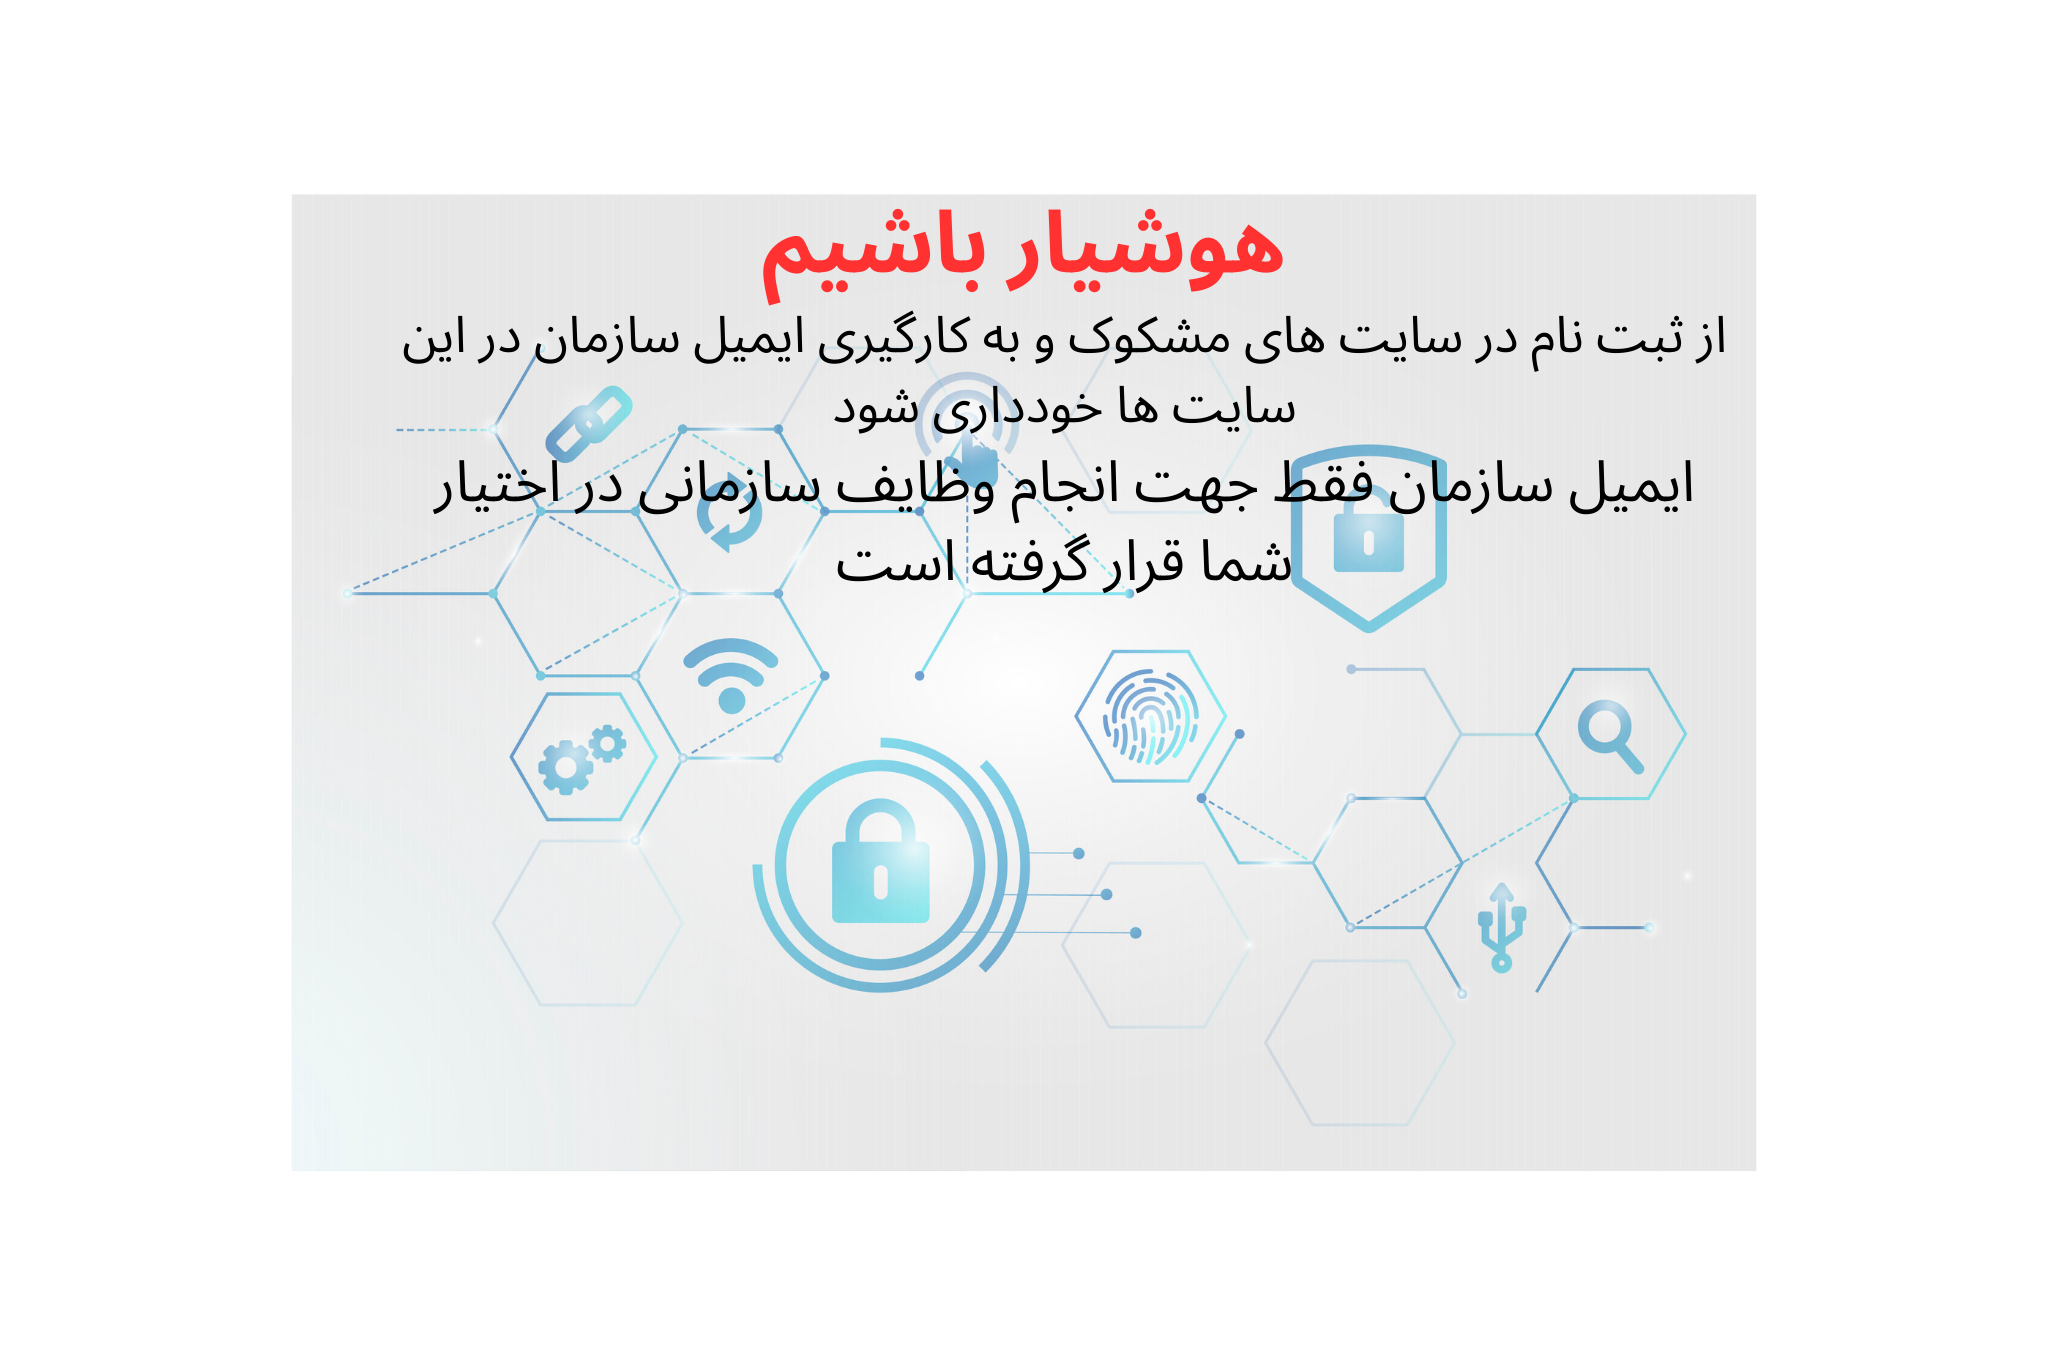 هوشیار باشیم
از ثبت نام در سایت های مشکوک و به کارگیری ایمیل سازمان در این
سایت ها خودداری شود
ایمیل سازمان فقط جهت انجام وظایف سازمانی در اختیار
شما قرار گرفته است